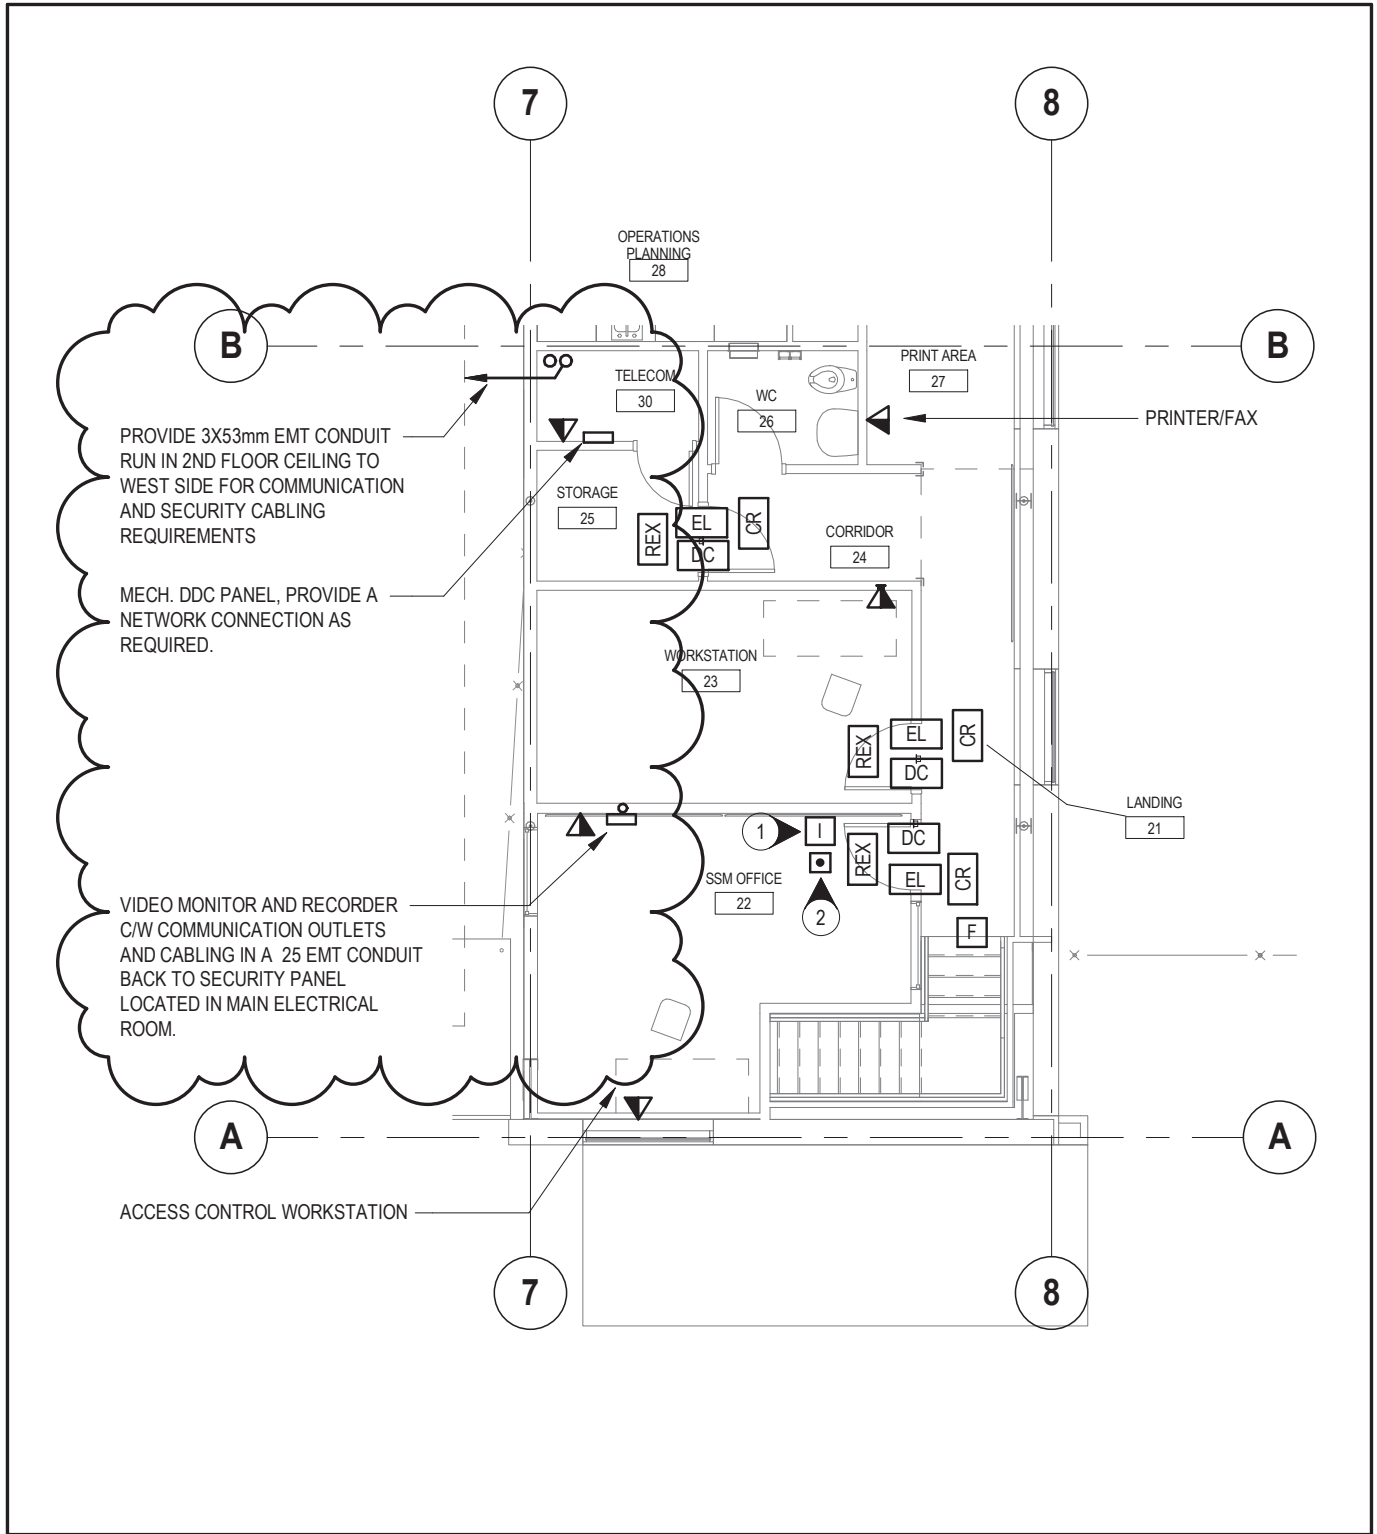 7
8
OPERATIONS
PLANNING
28
B
B
TELECOM
30
WC
26
PRINT AREA
27
PRINTER/FAX
PROVIDE 3X53mm EMT CONDUIT
RUN IN 2ND FLOOR CEILING TO
WEST SIDE FOR COMMUNICATION
AND SECURITY CABLING
REQUIREMENTS
STORAGE
25
REX
EL
DC
CR
CORRIDOR
24
MECH. DDC PANEL, PROVIDE A
NETWORK CONNECTION AS
REQUIRED.
WORKSTATION
23
REX
EL
DC
CR
LANDING
21
1
I
2
REX
DC
EL
CR
F
SSM OFFICE
22
VIDEO MONITOR AND RECORDER
C/W COMMUNICATION OUTLETS
AND CABLING IN A 25 EMT CONDUIT
BACK TO SECURITY PANEL
LOCATED IN MAIN ELECTRICAL
ROOM.
A
A
ACCESS CONTROL WORKSTATION
7
8